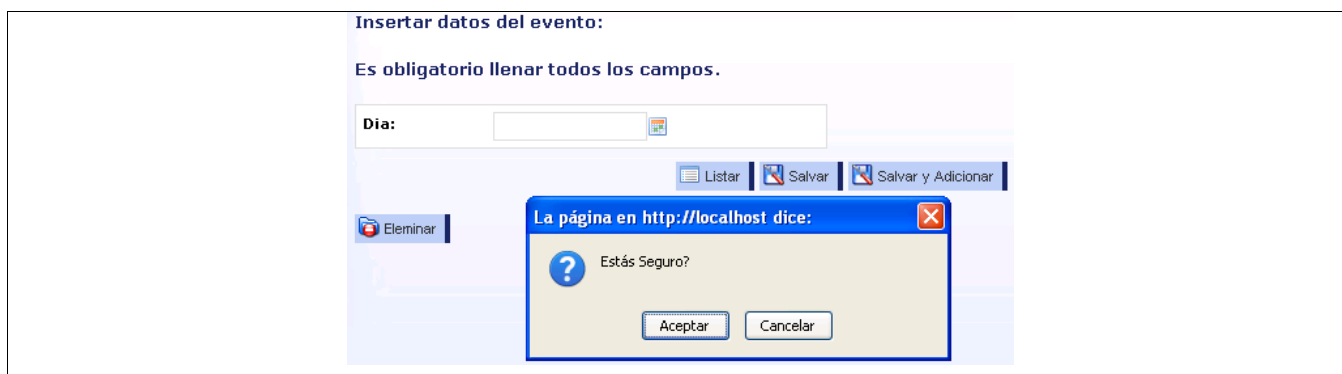 Insertar datos del evento:
Es obligatorio llenar todos los campos.
Dia:
Listar Salvar Salvar y Adicionar
Eleminar
La página en http://localhost dice:
Estás Seguro?
Aceptar Cancelar